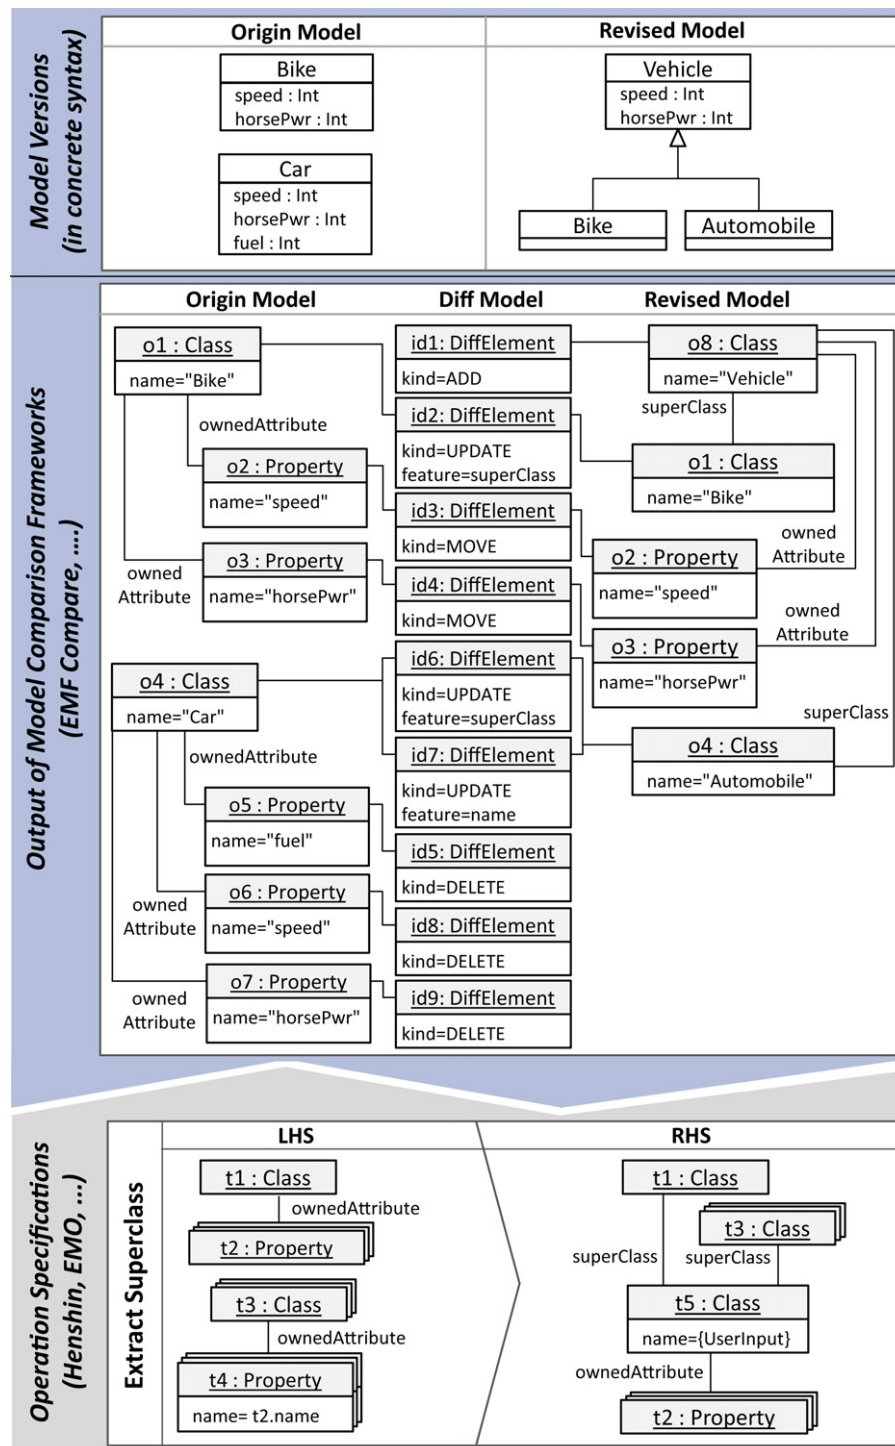 Model Versions
(in concrete syntax)
Origin Model
Revised Model
Bike
speed : Int
horsePwr : Int
Car
speed : Int
horsePwr : Int
fuel : Int
Vehicle
speed : Int
horsePwr : Int
Bike
Automobile
Output of Model Comparison Frameworks
(EMF Compare, ....)
Origin Model
Diff Model
Revised Model
o1 : Class
name="Bike"
ownedAttribute
o2 : Property
name="speed"
owned
Attribute
o3 : Property
name="horsePwr"
o4 : Class
name="Car"
ownedAttribute
o5 : Property
name="fuel"
owned
Attribute
o6 : Property
name="speed"
owned
Attribute
o7 : Property
name="horsePwr"
id1: DiffElement
kind=ADD
id2: DiffElement
kind=UPDATE
feature=superClass
id3: DiffElement
kind=MOVE
id4: DiffElement
kind=MOVE
id6: DiffElement
kind=UPDATE
feature=superClass
id7: DiffElement
kind=UPDATE
feature=name
id5: DiffElement
kind=DELETE
id8: DiffElement
kind=DELETE
id9: DiffElement
kind=DELETE
o8 : Class
name="Vehicle"
superClass
o1 : Class
name="Bike"
owned
Attribute
o2 : Property
name="speed"
owned
Attribute
o3 : Property
name="horsePwr"
superClass
o4 : Class
name="Automobile"
Operation Specifications
(Henshin, EMO, ...)
Extract Superclass
LHS
RHS
t1 : Class
ownedAttribute
t2 : Property
t3 : Class
ownedAttribute
t4 : Property
name= t2.name
t1 : Class
t3 : Class
superClass
superClass
t5 : Class
name={UserInput}
ownedAttribute
t2 : Property